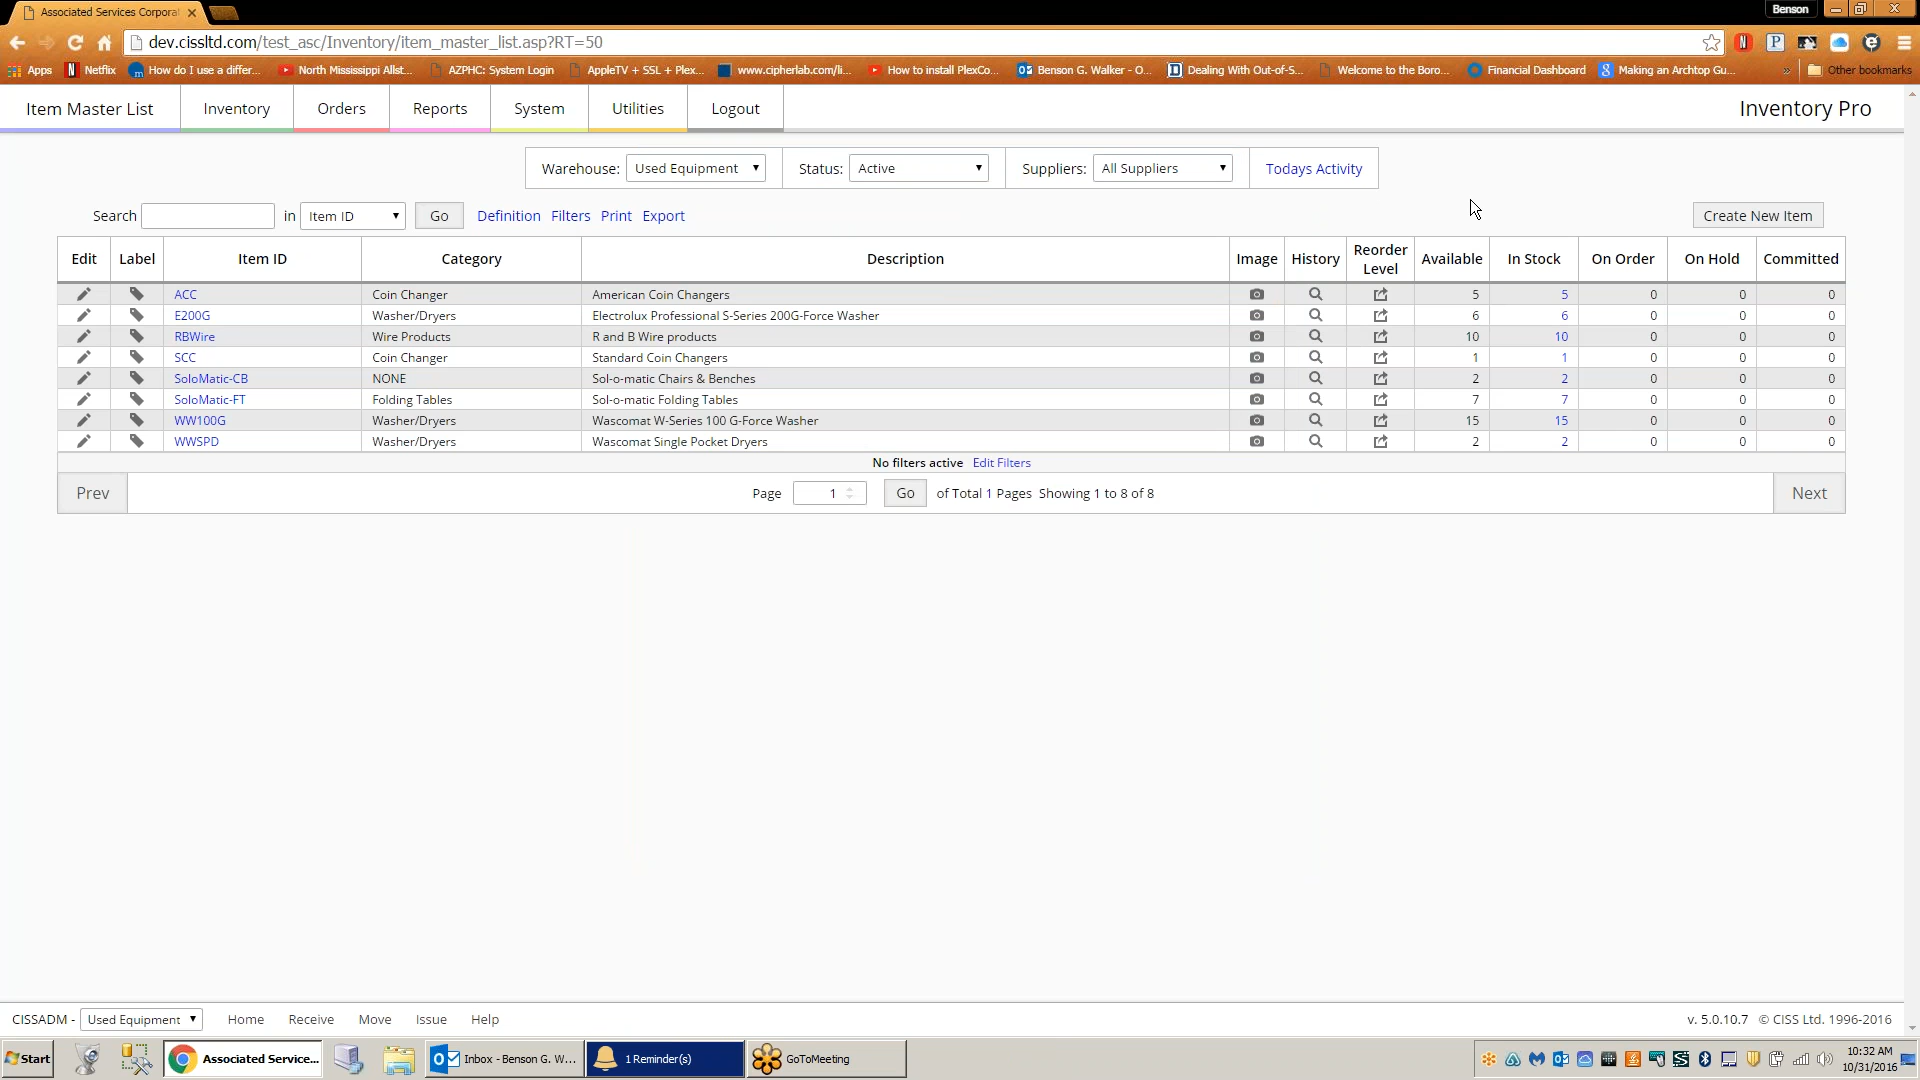 Associated Services Corporat
Benson
dev.cissltd.com/test_asc/Inventory/item_master_list.asp?RT=50
Apps Netflix How do I use a differ... North Mississippi Allst... AZPHC: System Login AppleTV + SSL + Plex... www.cipherlab.com/li... How to install PlexCo... Benson G. Walker - O... Dealing With Out-of-S... Welcome to the Boro... Financial Dashboard Making an Archtop Gu... » Other bookmarks
Item Master List Inventory Orders Reports System Utilities Logout Inventory Pro
Warehouse: Used Equipment Status: Active Suppliers: All Suppliers Todays Activity
Search in Item ID Go Definition Filters Print Export Create New Item
Edit Label Item ID Category Description Image History Reorder Level Available In Stock On Order On Hold Committed
ACC Coin Changer American Coin Changers 5 5 0 0 0
E200G Washer/Dryers Electrolux Professional S-Series 200G-Force Washer 6 6 0 0 0
RBWire Wire Products R and B Wire products 10 10 0 0 0
SCC Coin Changer Standard Coin Changers 1 1 0 0 0
SoloMatic-CB NONE Sol-o-matic Chairs & Benches 2 2 0 0 0
SoloMatic-FT Folding Tables Sol-o-matic Folding Tables 7 7 0 0 0
WW100G Washer/Dryers Wascomat W-Series 100 G-Force Washer 15 15 0 0 0
WWSPD Washer/Dryers Wascomat Single Pocket Dryers 2 2 0 0 0
No filters active Edit Filters
Prev Page 1 Go of Total 1 Pages Showing 1 to 8 of 8 Next
CISSADM - Used Equipment Home Receive Move Issue Help v. 5.0.10.7 © CISS Ltd. 1996-2016
Start Associated Service... Inbox - Benson G. W... 1 Reminder(s) GoToMeeting 10:32 AM
10/31/2016